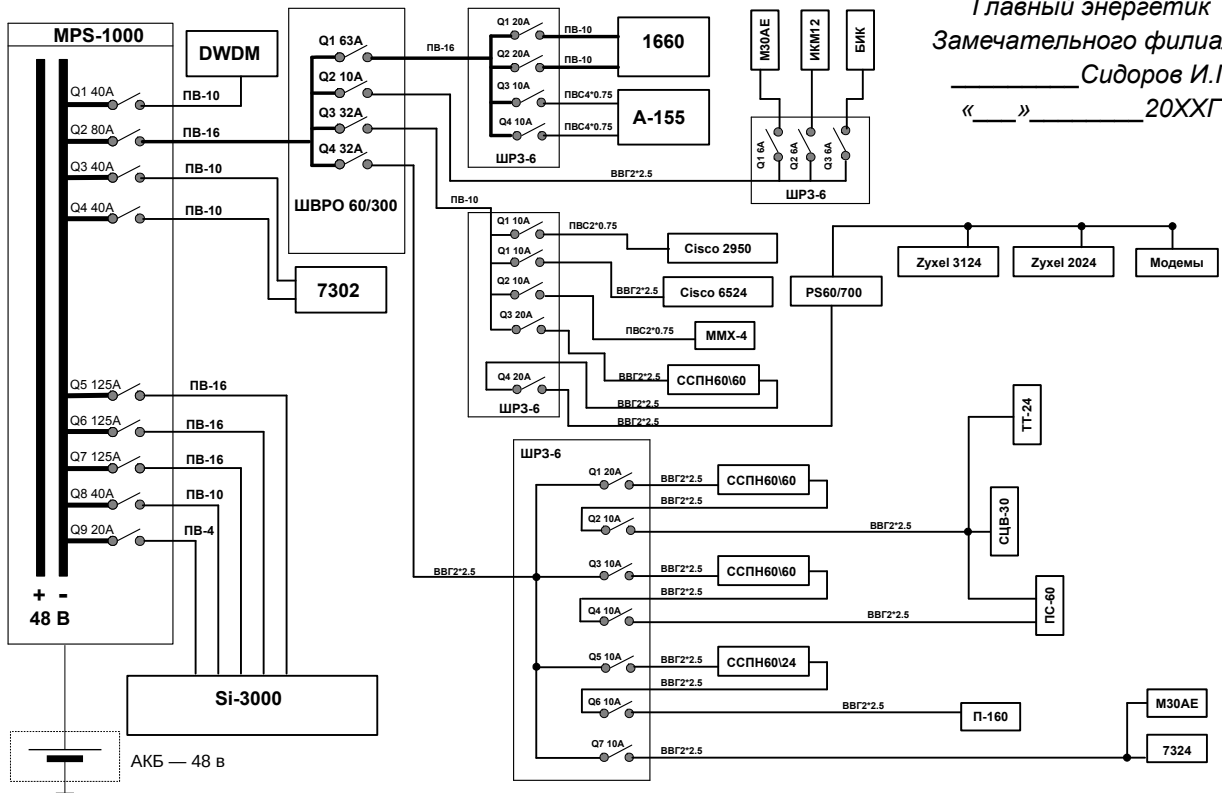 Главный энергетик
Замечательного
Сидоров И.
«___»________20ХХГ
MPS-1000
Q1 40A
ПВ-10
Q2 80A
ПВ-16
Q3 40A
ПВ-10
Q4 40A
ПВ-10
Q5 125A
ПВ-16
Q6 125A
ПВ-16
Q7 125A
ПВ-16
Q8 40A
ПВ-10
Q9 20A
ПВ-4
+ -
48 В
АКБ — 48 в
Si-3000
DWDM
7302
Q1 63A
Q2 10A
Q3 32A
Q4 32A
ШВРО 60/300
ПВ-16
Q1 20A
ПВ-10
Q2 20A
ПВ-10
Q3 10A
ПВС4*0.75
Q4 10A
ПВС4*0.75
ШРЗ-6
1660
А-155
ВВГ2*2.5
М30АЕ
ИКМ12
БИК
Q1 6A
Q2 6A
Q3 6A
ШРЗ-6
ПВ-10
Q1 10A
ПВС2*0.75
Cisco 2950
Q1 10A
ВВГ2*2.5
Cisco 6524
Q2 10A
ПВС2*0.75
ММХ-4
Q3 20A
ВВГ2*2.5
ССПН60\60
Q4 20A
ВВГ2*2.5
ВВГ2*2.5
ШРЗ-6
PS60/700
Zyxel 3124
Zyxel 2024
Модемы
ВВГ2*2.5
ШРЗ-6
Q1 20A
ВВГ2*2.5
ССПН60\60
ВВГ2*2.5
Q2 10A
ВВГ2*2.5
ТТ-24
СЦВ-30
Q3 10A
ВВГ2*2.5
ССПН60\60
ВВГ2*2.5
Q4 10A
ВВГ2*2.5
ПС-60
Q5 10A
ВВГ2*2.5
ССПН60\24
ВВГ2*2.5
Q6 10A
ВВГ2*2.5
П-160
Q7 10A
ВВГ2*2.5
М30АЕ
7324